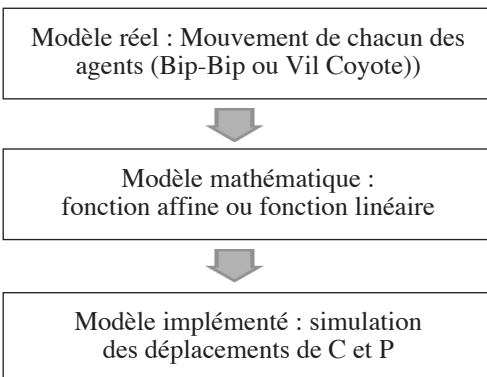 Modèle réel : Mouvement de chacun des
agents (Bip-Bip ou Vil Coyote))
Modèle mathématique :
fonction affine ou fonction linéaire
Modèle implémenté : simulation
des déplacements de C et P